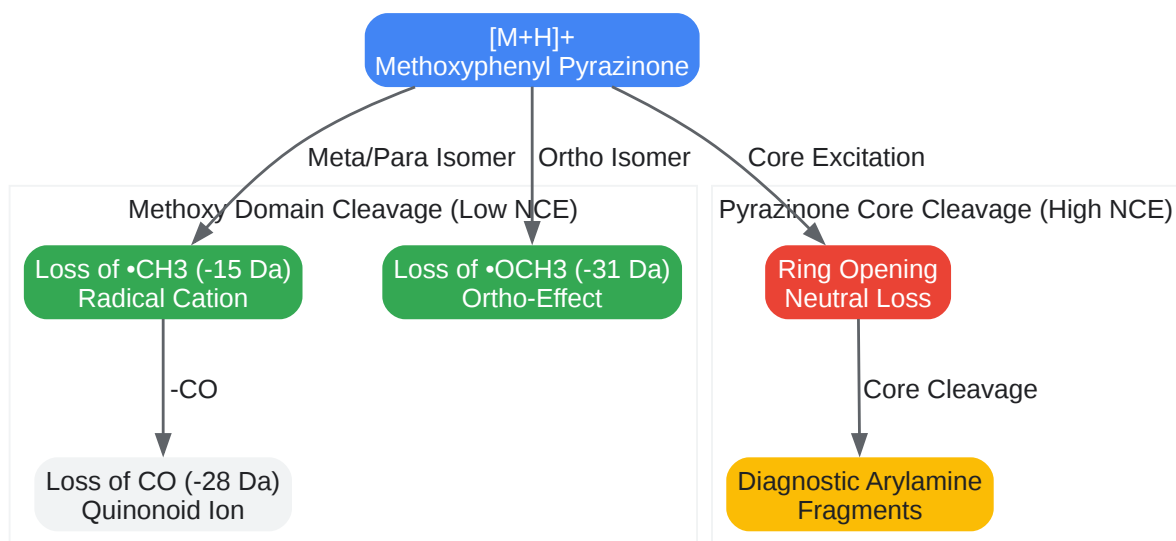 [M+H]+
Methoxyphenyl Pyrazinone
Meta/Para Isomer
Ortho Isomer
Core Excitation
Methoxy Domain Cleavage (Low NCE)
Pyrazinone Core Cleavage (High NCE)
Loss of •CH3 (-15 Da)
Radical Cation
Loss of •OCH3 (-31 Da)
Ortho-Effect
Ring Opening
Neutral Loss
-CO
Core Cleavage
Loss of CO (-28 Da)
Quinonoid Ion
Diagnostic Arylamine
Fragments